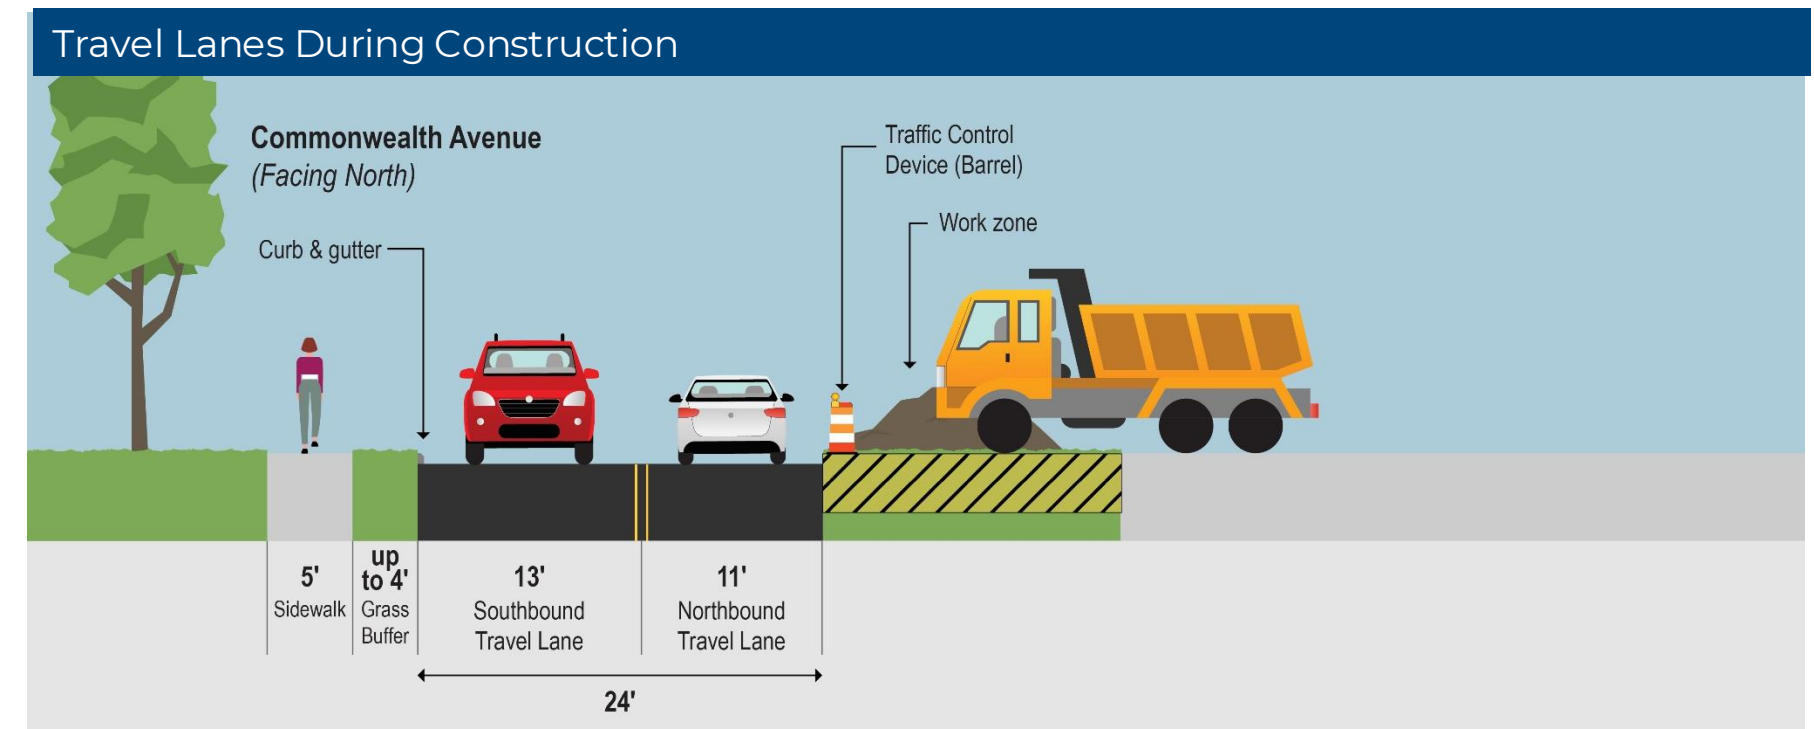 Travel Lanes During Construction
Commonwealth Avenue
(Facing North)
Curb & gutter
Traffic Control
Device (Barrel)
Work zone
5'
Sidewalk
up
to 4'
Grass
Buffer
13'
Southbound
Travel Lane
11'
Northbound
Travel Lane
24'